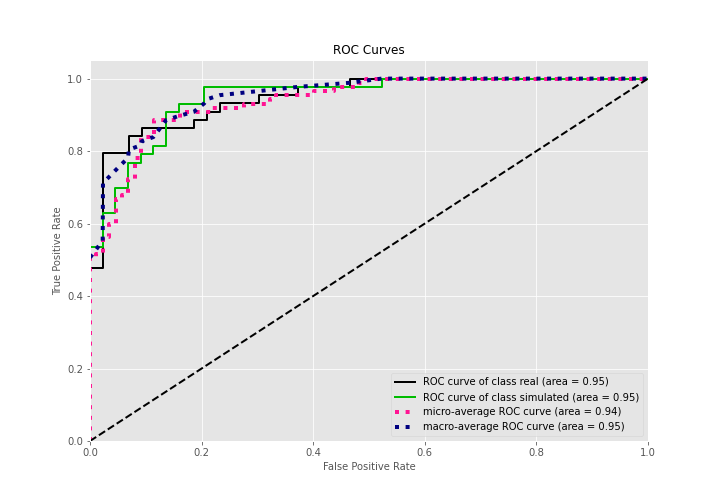 ROC Curves
True Positive Rate
1.0
0.8
0.6
0.4
0.2
0.0
0.0 0.2 0.4 0.6 0.8 1.0
False Positive Rate
ROC curve of class real (area = 0.95)
ROC curve of class simulated (area = 0.95)
micro-average ROC curve (area = 0.94)
macro-average ROC curve (area = 0.95)